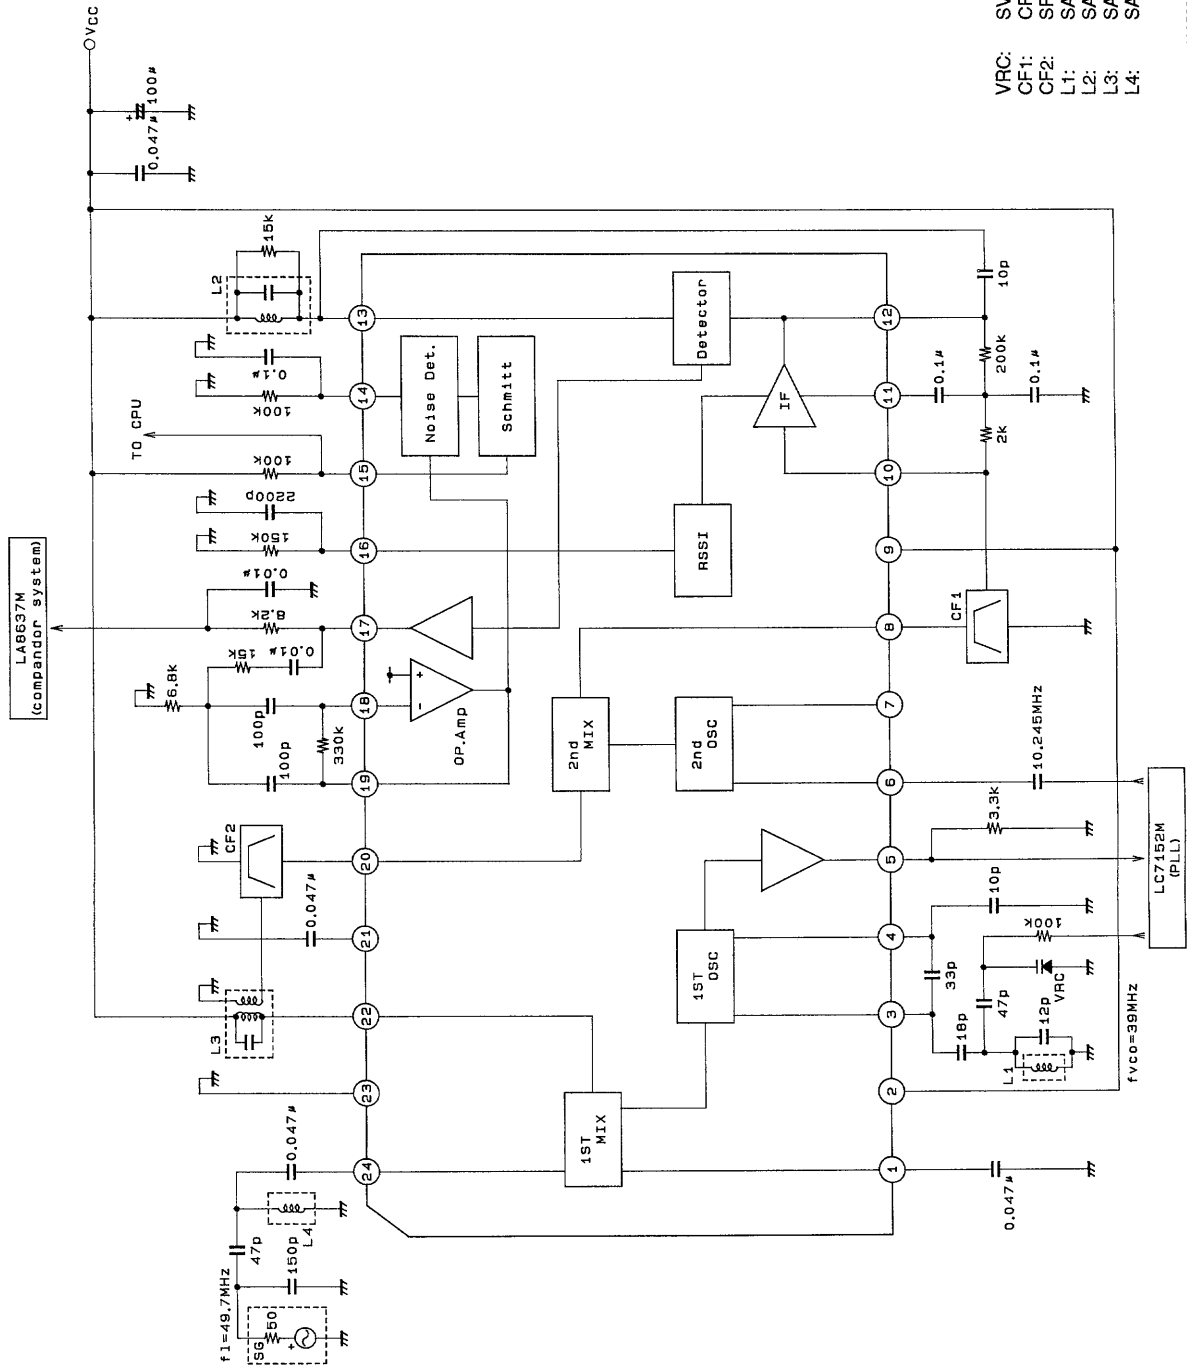 VCC
100µ
+
0.047µ
VRC: SV
CF1: CF
CF2: SF
L1: SA
L2: SA
L3: SA
L4: SA
LA8637M
(compandor system)
TO CPU
15k
L2
0.1µ
100k
100k
2200p
150k
0.01µ
8.2k
0.01µ
15k
6.8k
100p
330k
100p
CF2
0.047µ
L3
0.047µ
L4
47p
150p
f1=49.7MHz
SG
50
+
13
14
15
16
17
18
19
20
21
22
23
24
Detector
Noise Det.
Schmitt
IF
RSSI
+
-
OP.Amp
2nd
MIX
2nd
OSC
1ST
OSC
1ST
MIX
12
11
10
9
8
7
6
5
4
3
2
1
10p
200k
0.1µ
0.1µ
2k
CF1
10.245MHz
3.3k
10p
33p
100k
47p
VRC
18p
12p
L1
fvco=39MHz
0.047µ
LC7152M
(PLL)